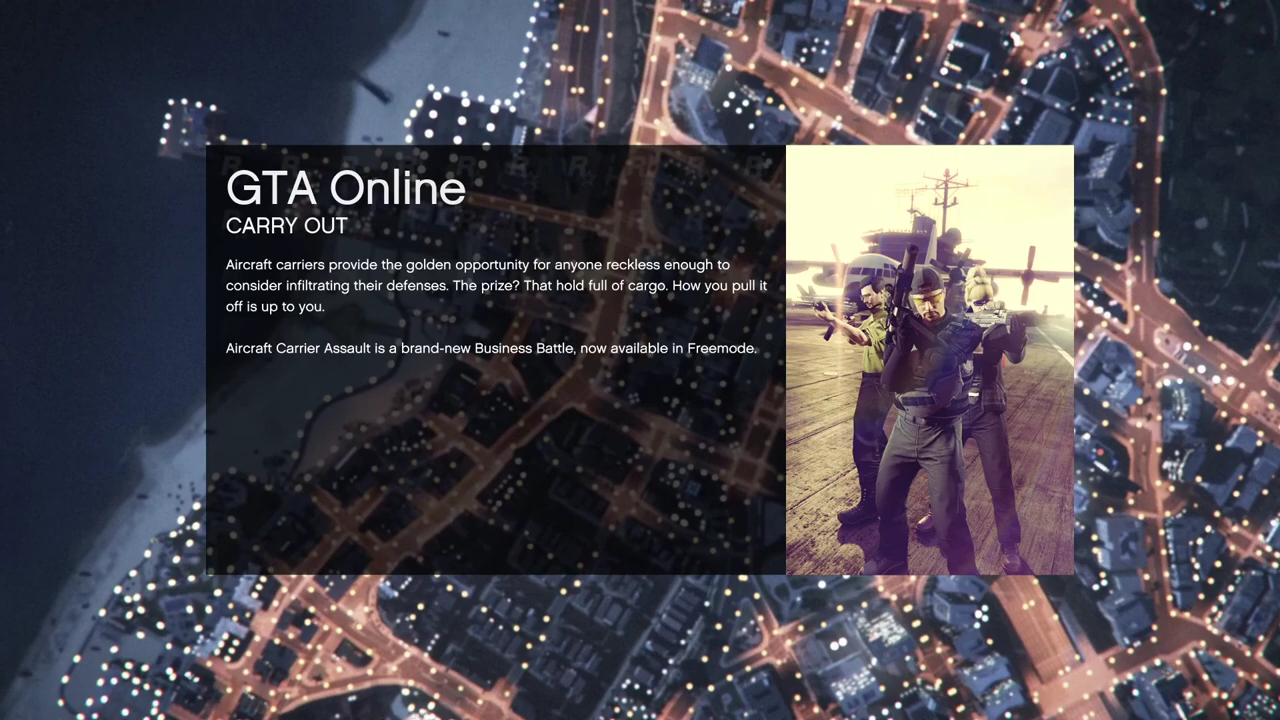 GTA Online
CARRY OUT
Aircraft carriers provide the golden opportunity for anyone reckless enough to
consider infiltrating their defenses. The prize? That hold full of cargo. How you pull it
off is up to you.
Aircraft Carrier Assault is a brand-new Business Battle, now available in Freemode.